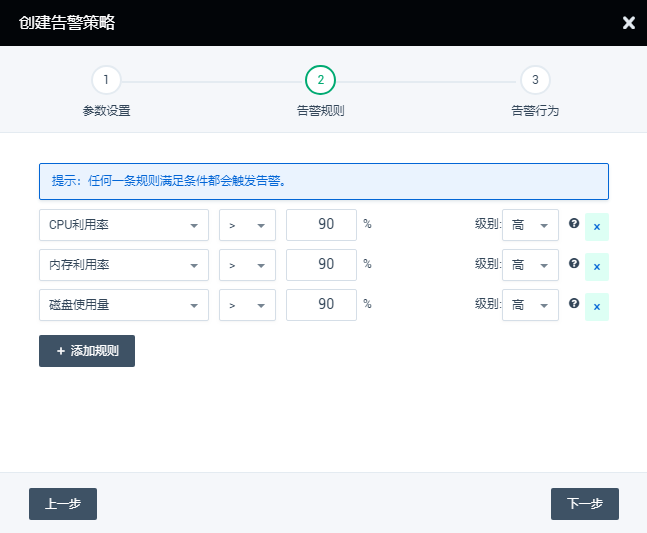 创建告警策略
1 2 3
参数设置 告警规则 告警行为
提示：任何一条规则满足条件都会触发告警。
CPU利用率 > 90 % 级别: 高
内存利用率 > 90 % 级别: 高
磁盘使用量 > 90 % 级别: 高
+ 添加规则
上一步 下一步